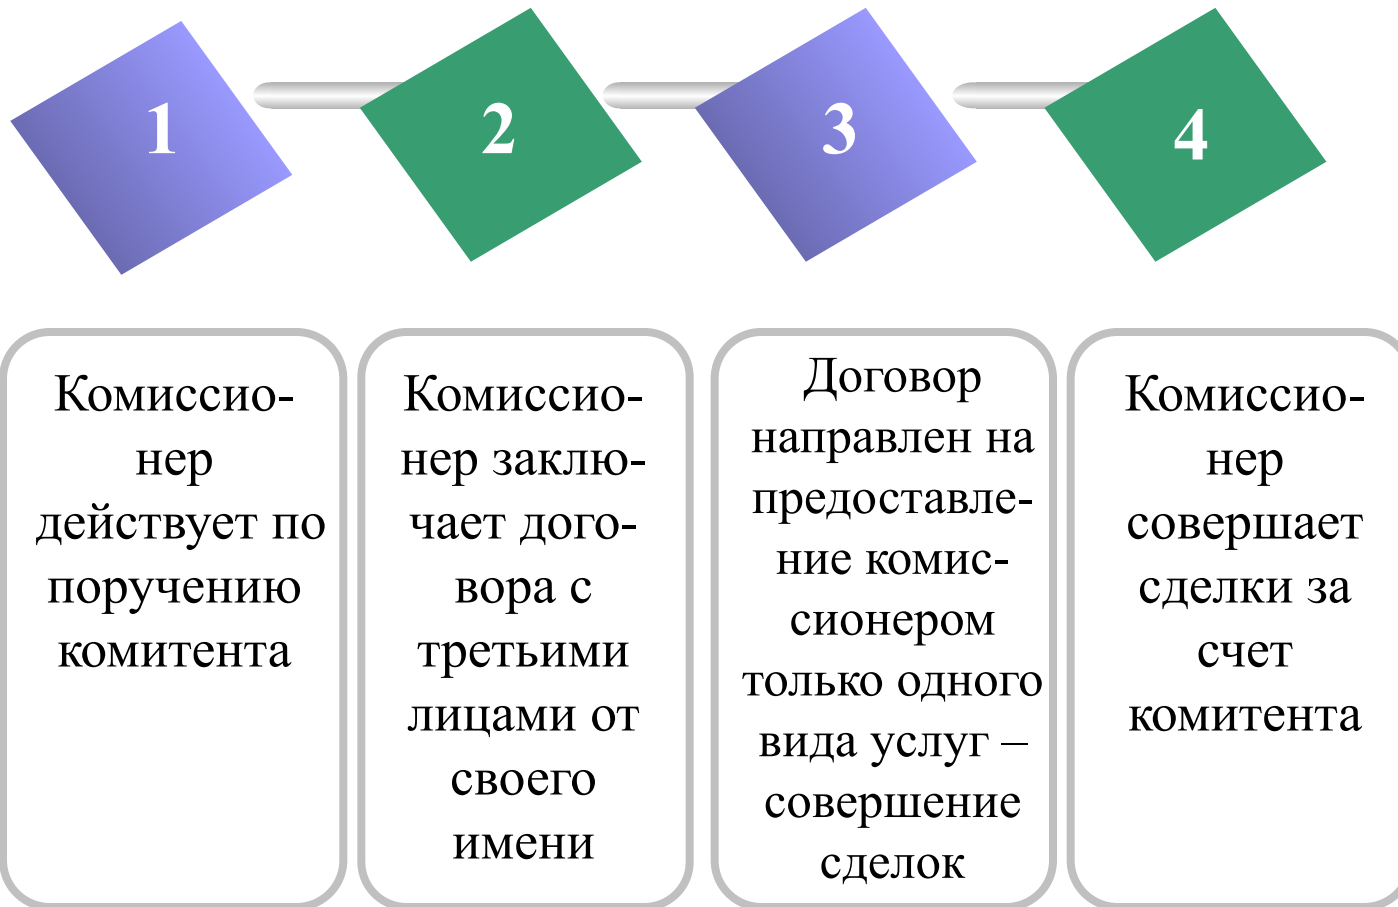 1
2
3
4
Комиссио-
нер
действует по
поручению
комитента
Комиссио-
нер заклю-
чает дого-
вора с
третьими
лицами от
своего
имени
Договор
направлен на
предоставле-
ние комис-
сионером
только одного
вида услуг –
совершение
сделок
Комиссио-
нер
совершает
сделки за
счет
комитента